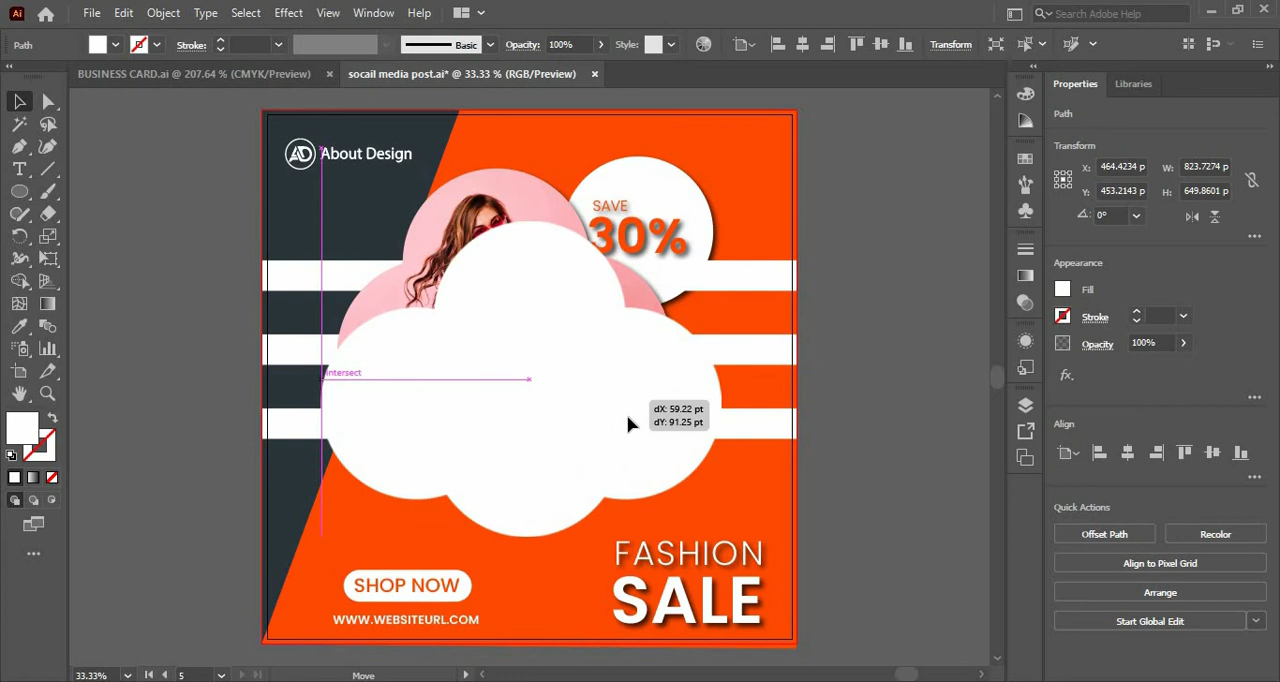 Ai File Edit Object Type Select Effect View Window Help Search Adobe Help
Path Stroke: Basic Opacity: 100% Style: Transform
BUSINESS CARD.ai @ 207.64 % (CMYK/Preview) × socail media post.ai* @ 33.33 % (RGB/Preview) ×
Properties Libraries
Path
Transform
X: 464.4234 p W: 823.7274 p
Y: 453.2143 p H: 649.8601 p
0°
Appearance
Fill
Stroke
Opacity 100%
fx.
Align
Quick Actions
Offset Path Recolor
Align to Pixel Grid
Arrange
Start Global Edit
AD About Design
SAVE
30%
intersect
dX: 59.22 pt
dY: 91.25 pt
FASHION
SALE
SHOP NOW
WWW.WEBSITEURL.COM
33.33% 5 Move